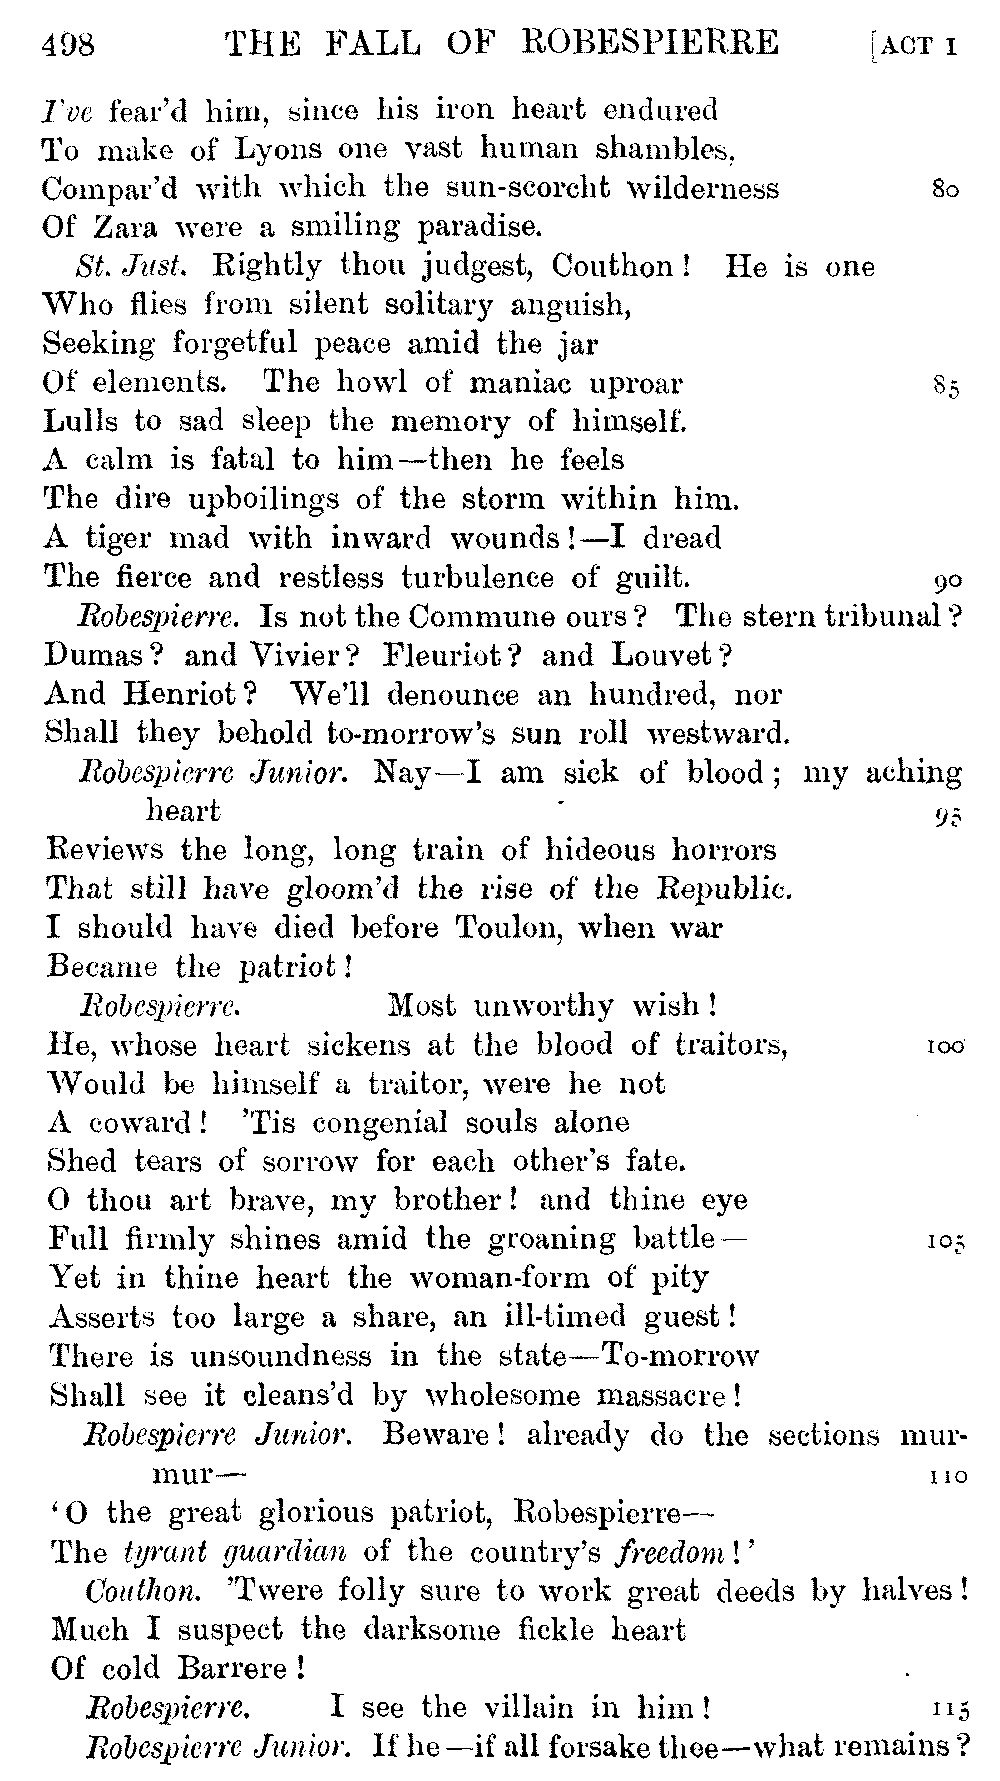 498 THE FALL OF ROBESPIERRE [ACT I
I've fear'd him, since his iron heart endured
To make of Lyons one vast human shambles,
Compar'd with which the sun-scorcht wilderness 80
Of Zara were a smiling paradise.
St. Just. Rightly thou judgest, Couthon! He is one
Who flies from silent solitary anguish,
Seeking forgetful peace amid the jar
Of elements. The howl of maniac uproar 85
Lulls to sad sleep the memory of himself.
A calm is fatal to him—then he feels
The dire upboilings of the storm within him.
A tiger mad with inward wounds!—I dread
The fierce and restless turbulence of guilt. 90
Robespierre. Is not the Commune ours? The stern tribunal?
Dumas? and Vivier? Fleuriot? and Louvet?
And Henriot? We'll denounce an hundred, nor
Shall they behold to-morrow's sun roll westward.
Robespierre Junior. Nay—I am sick of blood; my aching
heart 95
Reviews the long, long train of hideous horrors
That still have gloom'd the rise of the Republic.
I should have died before Toulon, when war
Became the patriot!
Robespierre. Most unworthy wish!
He, whose heart sickens at the blood of traitors, 100
Would be himself a traitor, were he not
A coward! 'Tis congenial souls alone
Shed tears of sorrow for each other's fate.
O thou art brave, my brother! and thine eye
Full firmly shines amid the groaning battle— 105
Yet in thine heart the woman-form of pity
Asserts too large a share, an ill-timed guest!
There is unsoundness in the state—To-morrow
Shall see it cleans'd by wholesome massacre!
Robespierre Junior. Beware! already do the sections mur-
mur— 110
'O the great glorious patriot, Robespierre—
The tyrant guardian of the country's freedom!'
Couthon. 'Twere folly sure to work great deeds by halves!
Much I suspect the darksome fickle heart
Of cold Barrere!
Robespierre. I see the villain in him! 115
Robespierre Junior. If he—if all forsake thee—what remains?